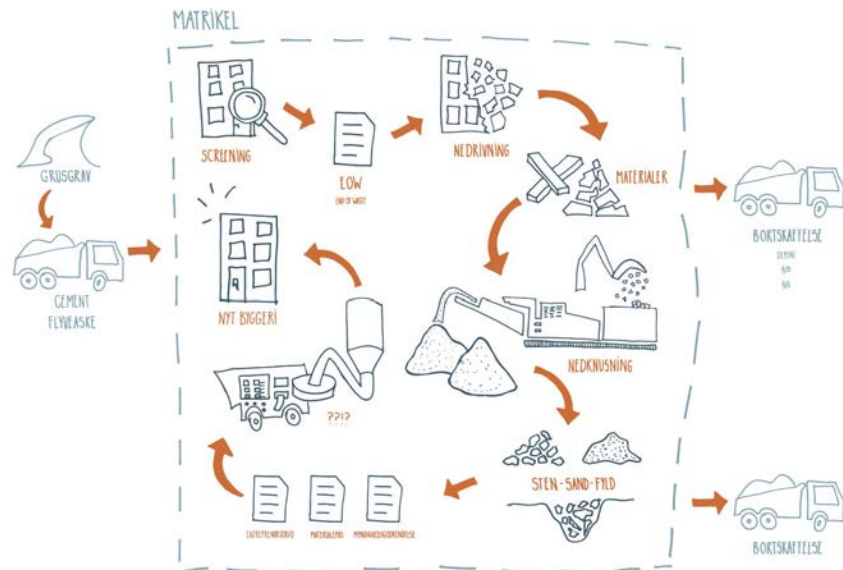 MATRIKEL
SCREENING
EOW
END OF WASTE
NEDRIVNING
MATERIALER
GRUSGRAV
CEMENT
FLYVEASKE
BORTSKAFFELSE
NYT BYGGERI
NEDKNUSNING
??!?
STEN-SAND-FYLD
MYNDIGHEDSGODKENDELSE
BORTSKAFFELSE